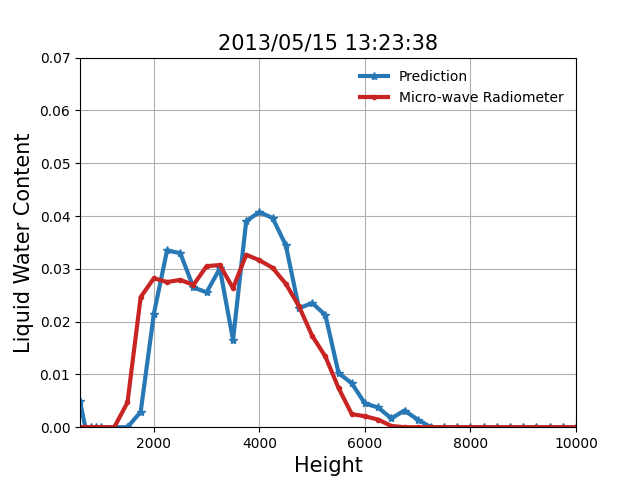 2013/05/15 13:23:38
Prediction
Micro-wave Radiometer
Liquid Water Content
0.07
0.06
0.05
0.04
0.03
0.02
0.01
0.00
2000 4000 6000 8000 10000
Height